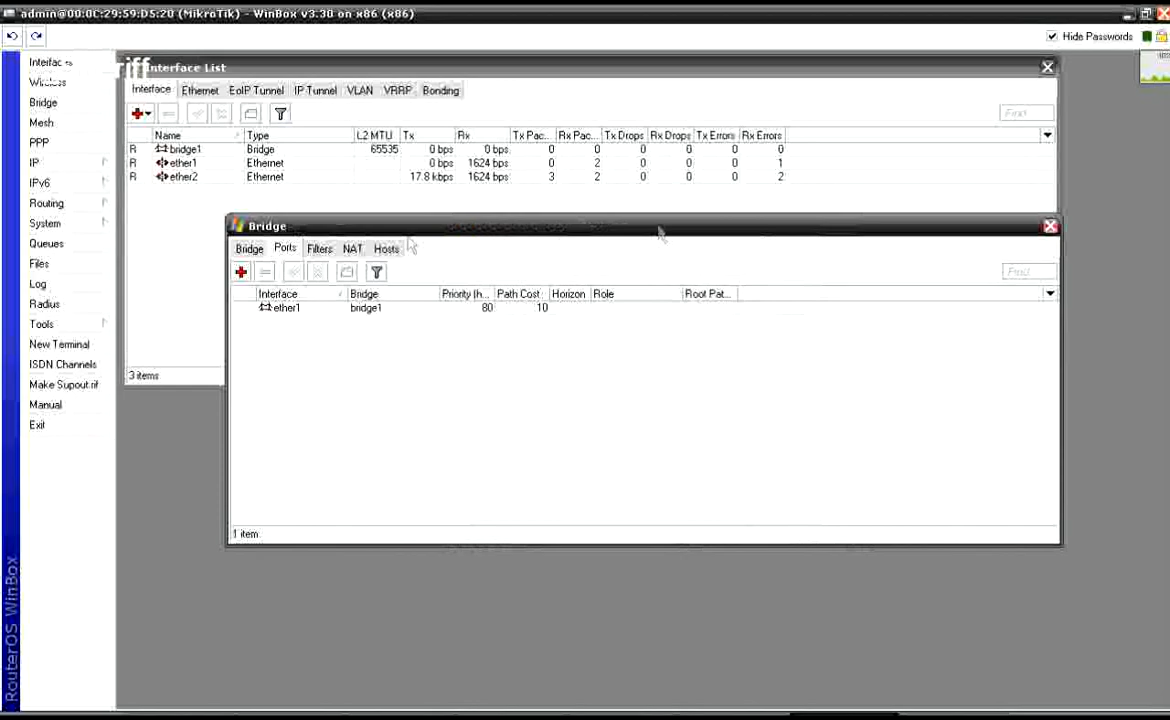 admin@00:0C:29:59:D5:20 (MikroTik) - WinBox v3.30 on x86 (x86)
Hide Passwords
Interfaces
Wireless
Bridge
Mesh
PPP
IP
IPv6
Routing
System
Queues
Files
Log
Radius
Tools
New Terminal
ISDN Channels
Make Supout.rif
Manual
Exit
RouterOS WinBox
Interface List
Interface Ethernet EoIP Tunnel IP Tunnel VLAN VRRP Bonding
Find
Name Type L2 MTU Tx Rx Tx Pac... Rx Pac... Tx Drops Rx Drops Tx Errors Rx Errors
R bridge1 Bridge 65535 0 bps 0 bps 0 0 0 0 0 0
R ether1 Ethernet 0 bps 1624 bps 0 2 0 0 0 1
R ether2 Ethernet 17.8 kbps 1624 bps 3 2 0 0 0 2
3 items
Bridge
Bridge Ports Filters NAT Hosts
Find
Interface Bridge Priority (h... Path Cost Horizon Role Root Pat...
ether1 bridge1 80 10
1 item